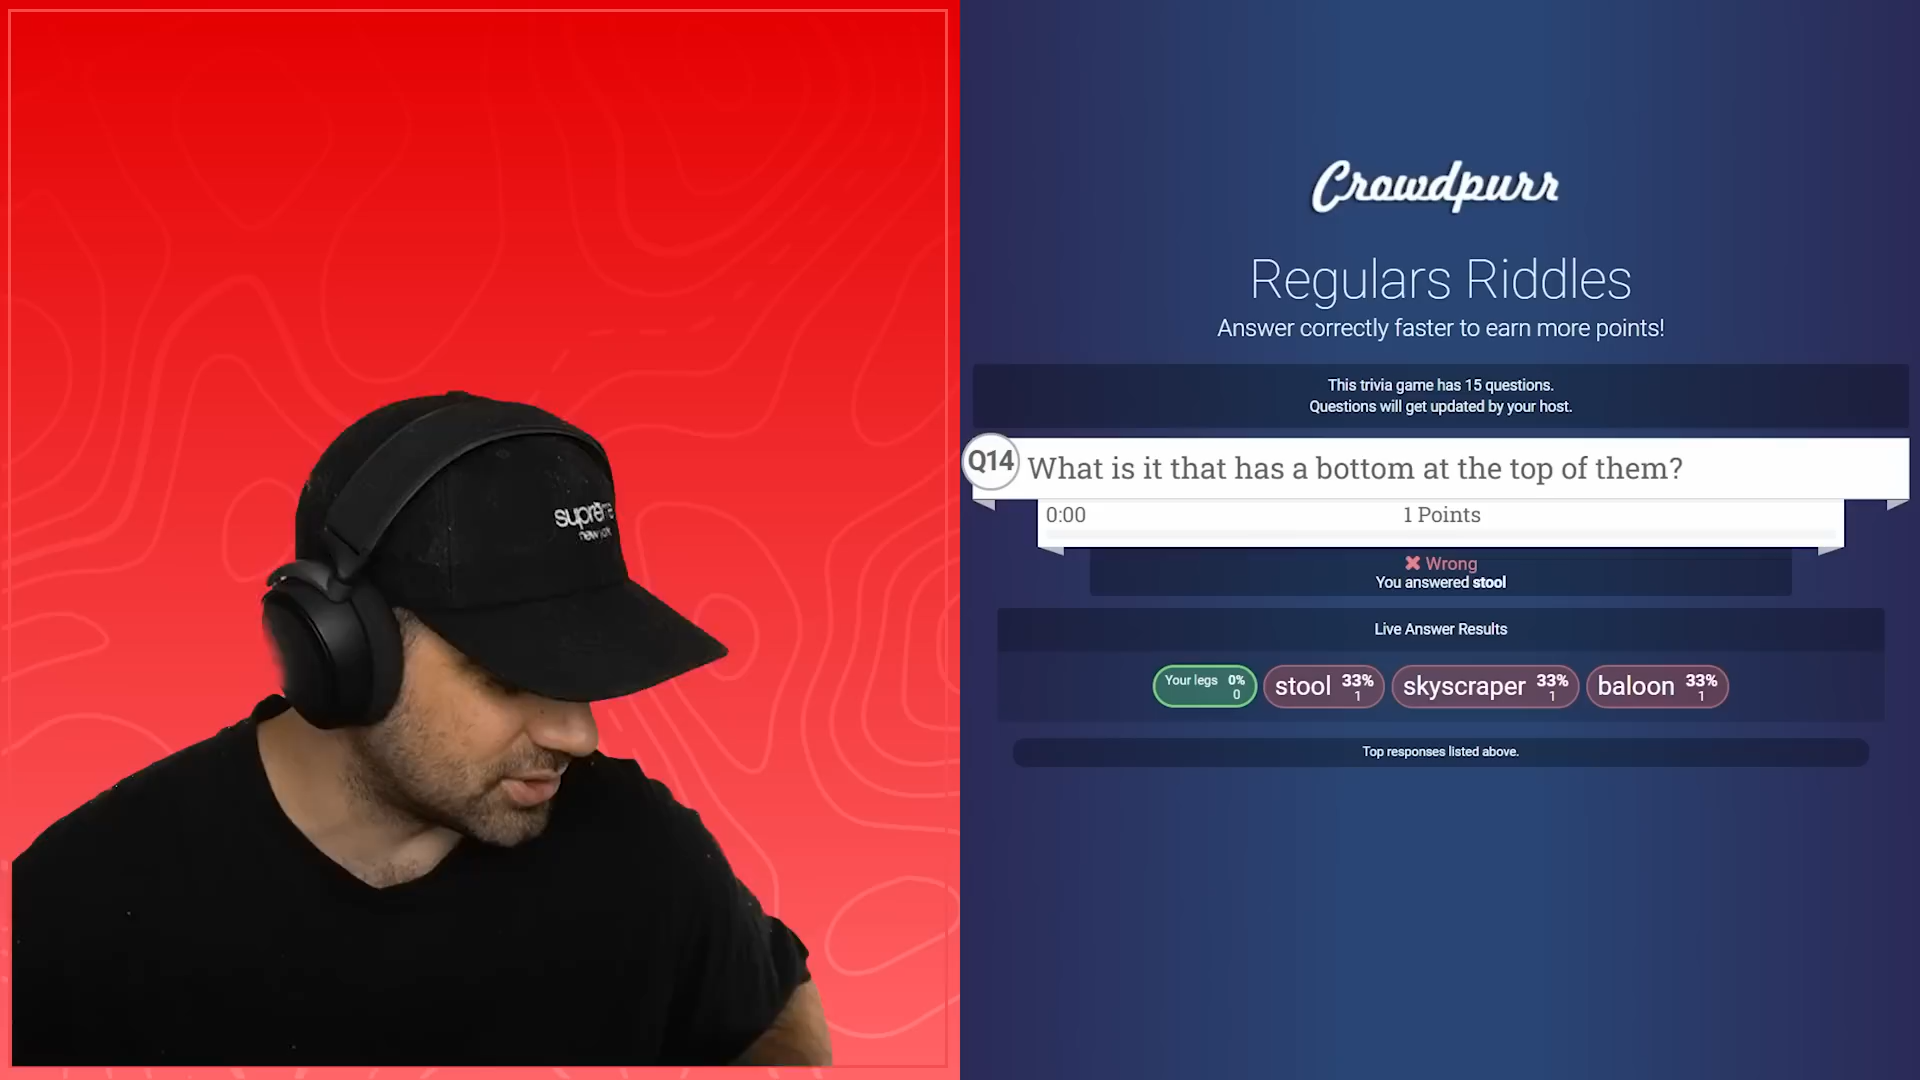 suprême
new york
Crowdpurr
Regulars Riddles
Answer correctly faster to earn more points!
This trivia game has 15 questions.
Questions will get updated by your host.
Q14 What is it that has a bottom at the top of them?
0:00 1 Points
✖ Wrong
You answered stool
Live Answer Results
Your legs 0% 0 stool 33% 1 skyscraper 33% 1 baloon 33% 1
Top responses listed above.